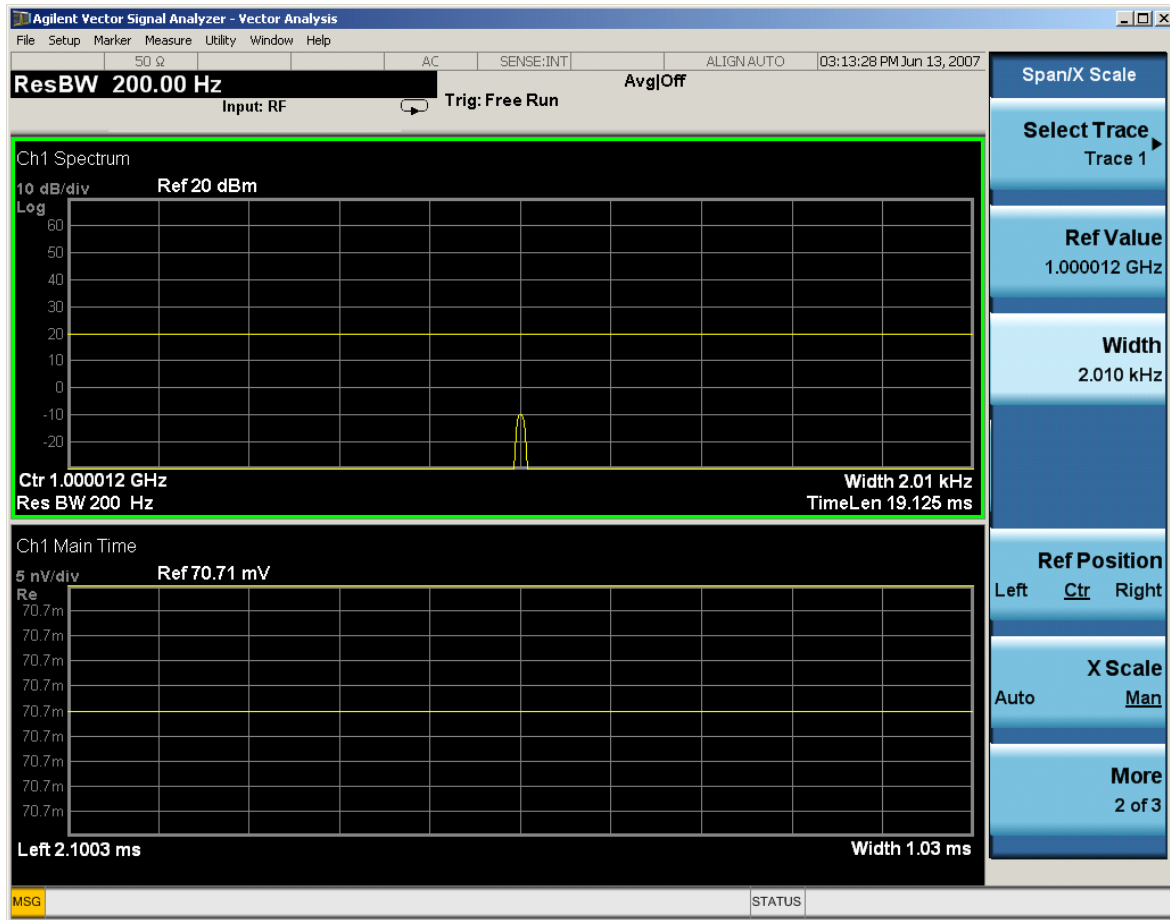 Agilent Vector Signal Analyzer - Vector Analysis
File Setup Marker Measure Utility Window Help
50 Ω AC SENSE:INT ALIGN AUTO 03:13:28 PM Jun 13, 2007
ResBW 200.00 Hz
Input: RF
Trig: Free Run
Avg|Off
Ch1 Spectrum
10 dB/div Ref 20 dBm
Log
60
50
40
30
20
10
0
-10
-20
Ctr 1.000012 GHz Width 2.01 kHz
Res BW 200 Hz TimeLen 19.125 ms
Ch1 Main Time
5 nV/div Ref 70.71 mV
Re
70.7m
70.7m
70.7m
70.7m
70.7m
70.7m
70.7m
70.7m
70.7m
Left 2.1003 ms Width 1.03 ms
MSG STATUS
Span/X Scale
Select Trace
Trace 1
Ref Value
1.000012 GHz
Width
2.010 kHz
Ref Position
Left Ctr Right
X Scale
Auto Man
More
2 of 3